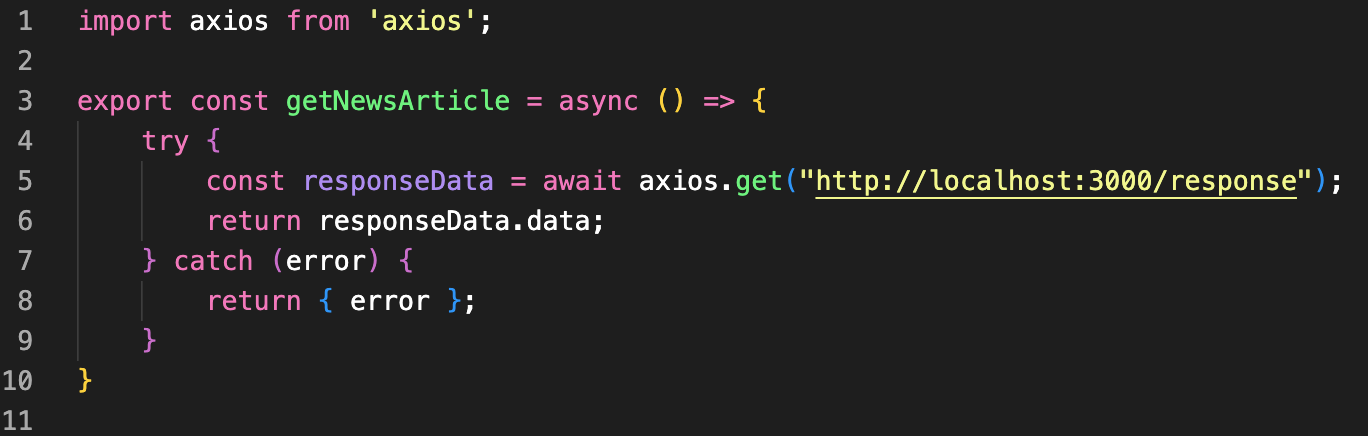 1 import axios from 'axios';
2
3 export const getNewsArticle = async () => {
4     try {
5         const responseData = await axios.get("http://localhost:3000/response");
6         return responseData.data;
7     } catch (error) {
8         return { error };
9     }
10 }
11